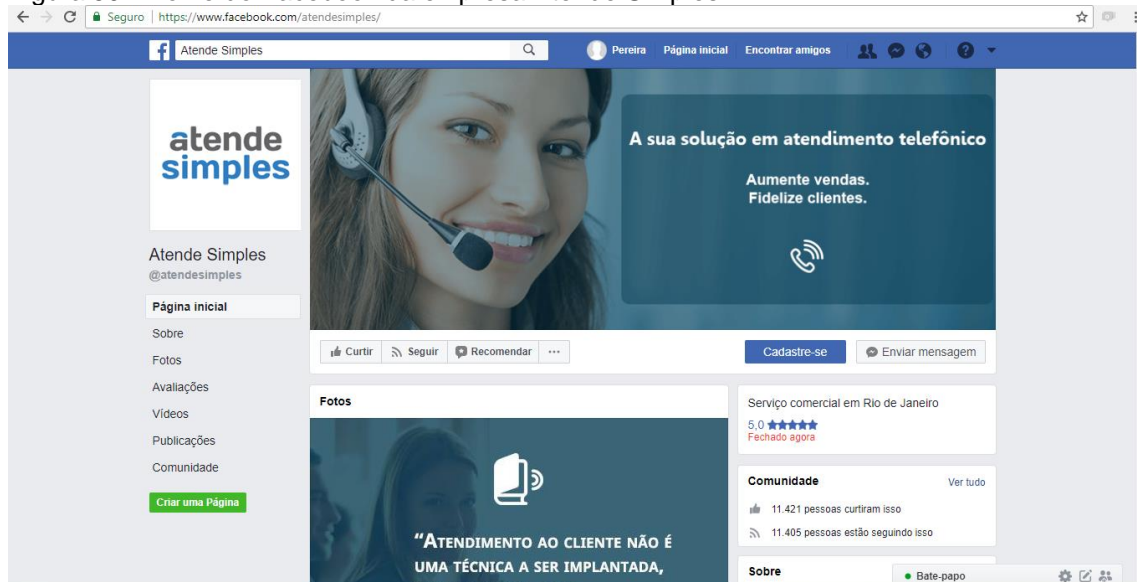 Seguro https://www.facebook.com/atendesimples/
Atende Simples
Pereira Página inicial Encontrar amigos
atende
simples
A sua solução em atendimento telefônico
Aumente vendas.
Fidelize clientes.
Atende Simples
@atendesimples
Página inicial
Sobre
Fotos
Avaliações
Vídeos
Publicações
Comunidade
Criar uma Página
Curtir Seguir Recomendar ...
Cadastre-se Enviar mensagem
Fotos
"ATENDIMENTO AO CLIENTE NÃO É
UMA TÉCNICA A SER IMPLANTADA,
Serviço comercial em Rio de Janeiro
5,0 ★★★★★
Fechado agora
Comunidade Ver tudo
11.421 pessoas curtiram isso
11.405 pessoas estão seguindo isso
Sobre
Bate-papo